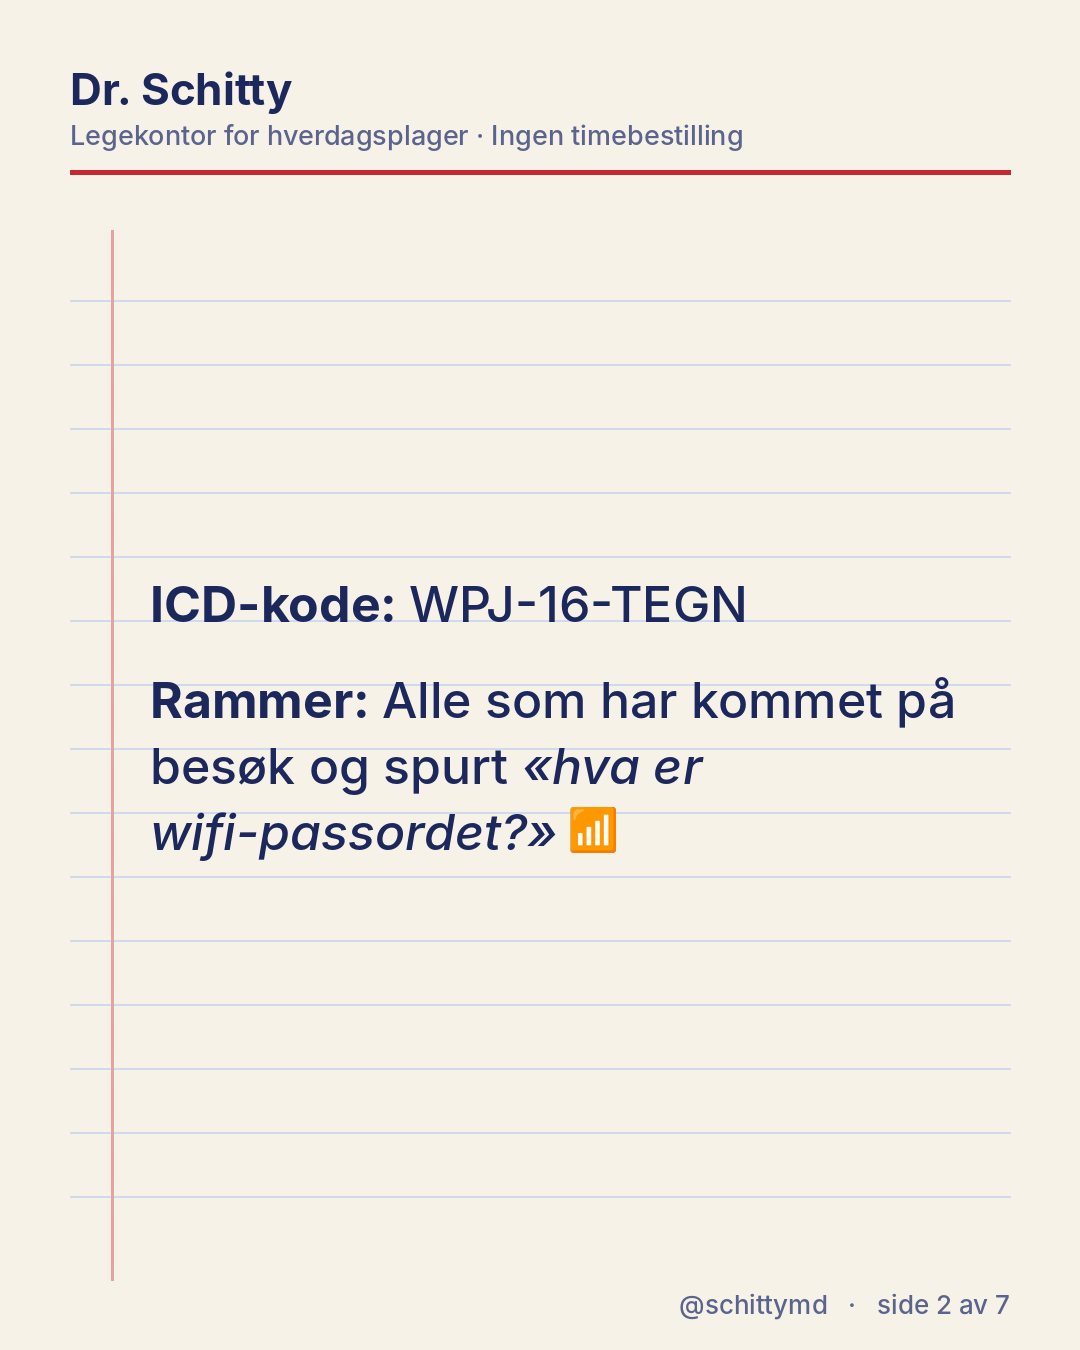 Dr. Schitty
Legekontor for hverdagsplager · Ingen timebestilling
ICD-kode: WPJ-16-TEGN
Rammer: Alle som har kommet på
besøk og spurt «hva er
wifi-passordet?» 📶
@schittymd · side 2 av 7